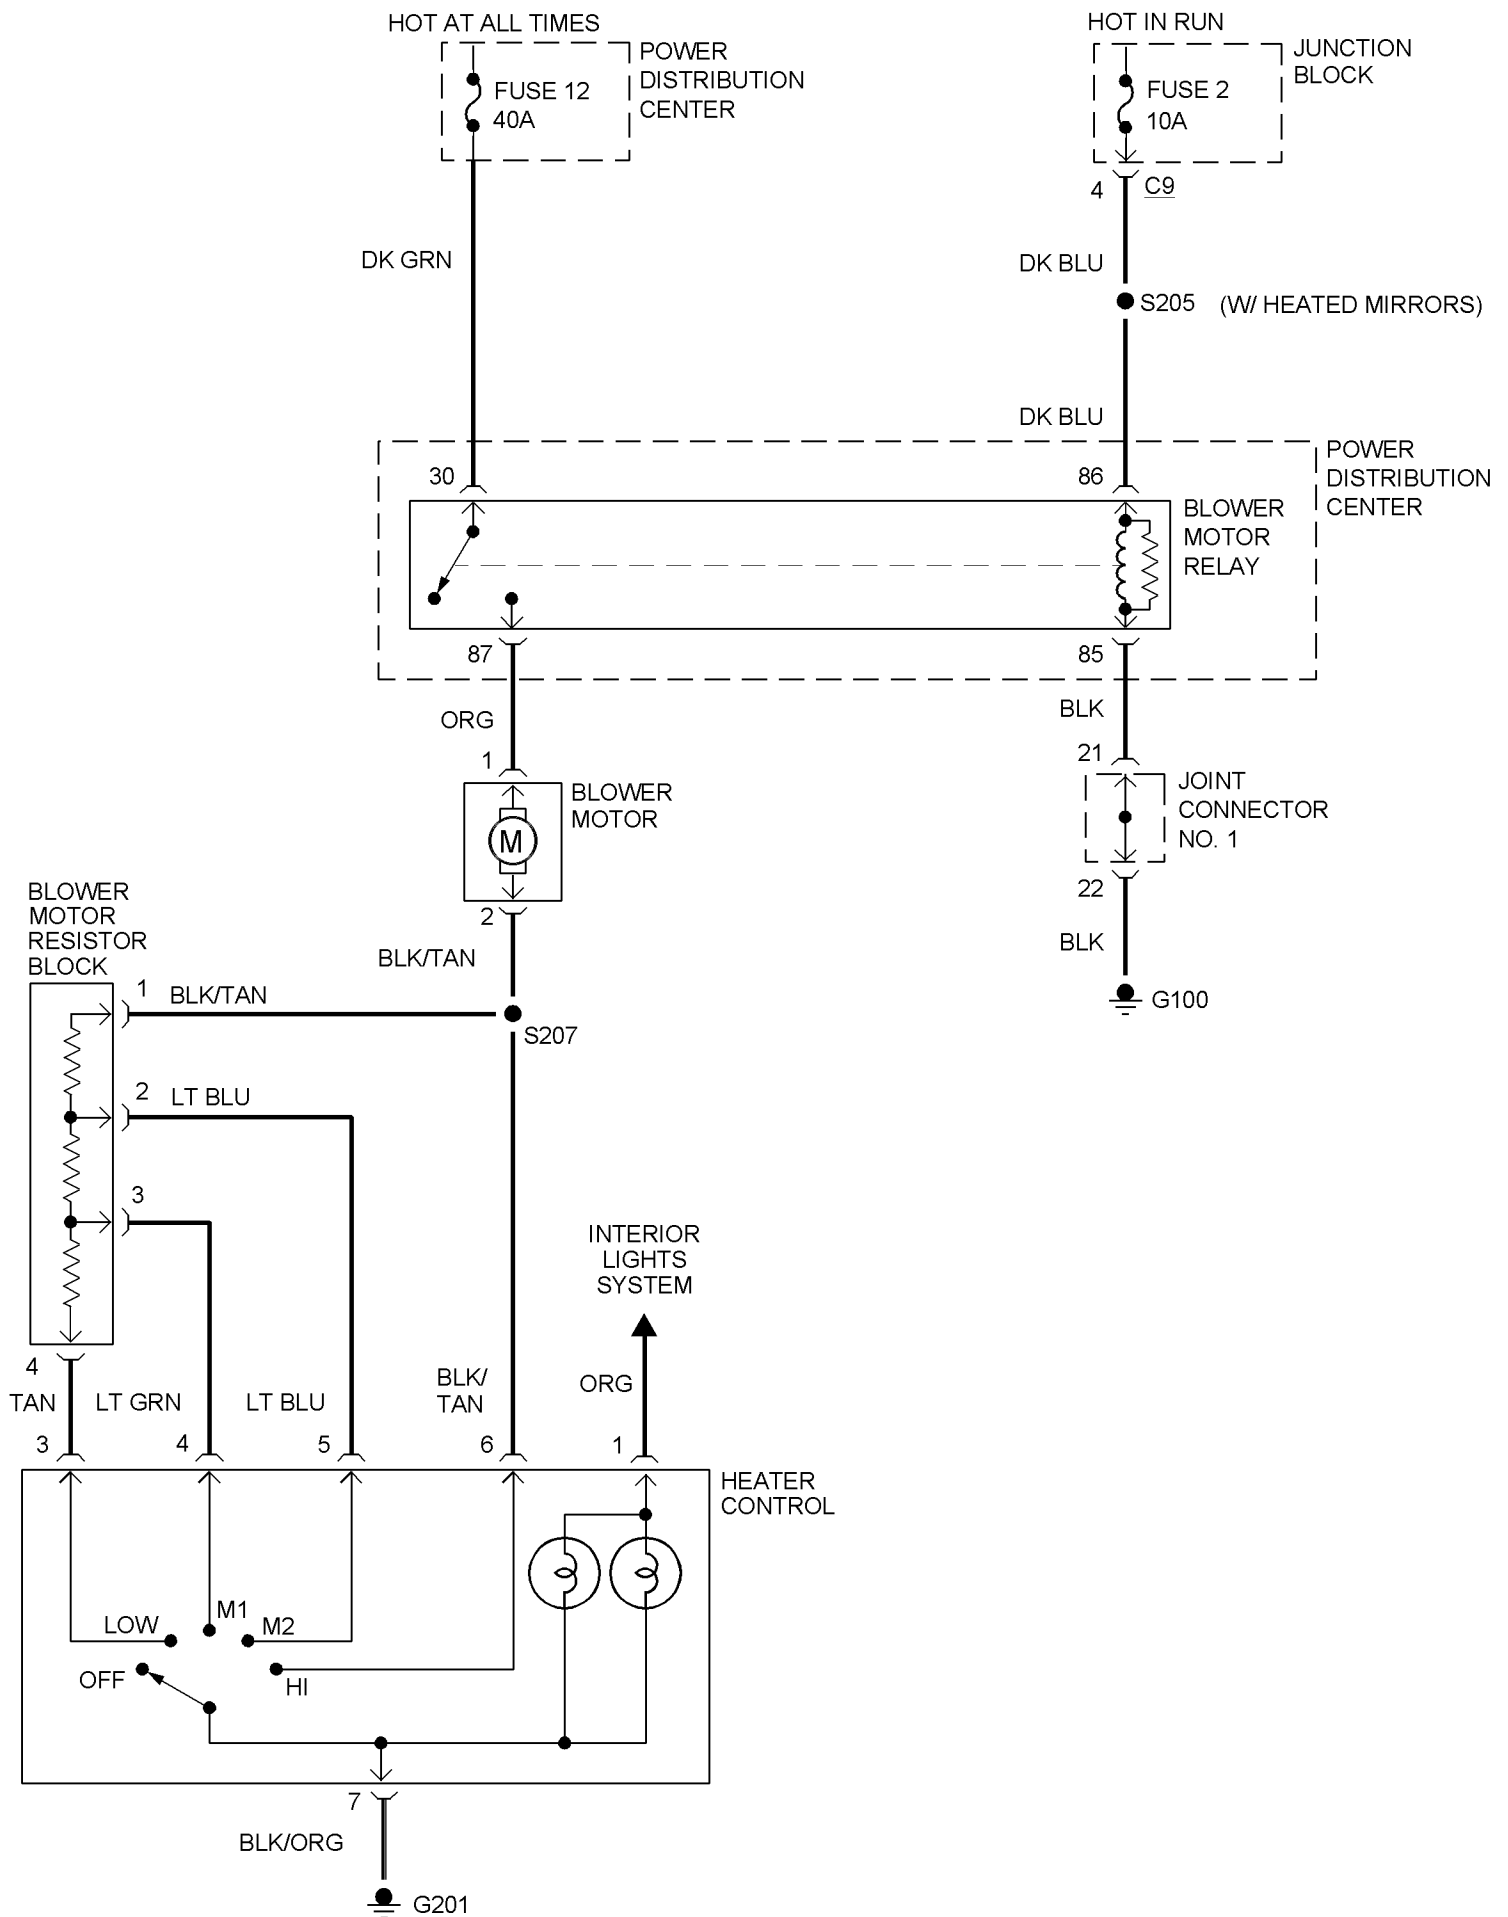 HOT AT ALL TIMES
POWER
DISTRIBUTION
CENTER
FUSE 12
40A
HOT IN RUN
JUNCTION
BLOCK
FUSE 2
10A
4
C9
DK GRN
DK BLU
S205 (W/ HEATED MIRRORS)
DK BLU
POWER
DISTRIBUTION
CENTER
30
86
BLOWER
MOTOR
RELAY
87
85
ORG
BLK
1
21
BLOWER
MOTOR
M
JOINT
CONNECTOR
NO. 1
2
22
BLK/TAN
BLK
G100
BLOWER
MOTOR
RESISTOR
BLOCK
1
BLK/TAN
S207
2
LT BLU
3
INTERIOR
LIGHTS
SYSTEM
4
TAN
LT GRN
LT BLU
BLK/
TAN
ORG
3
4
5
6
1
HEATER
CONTROL
LOW
M1
M2
OFF
HI
7
BLK/ORG
G201